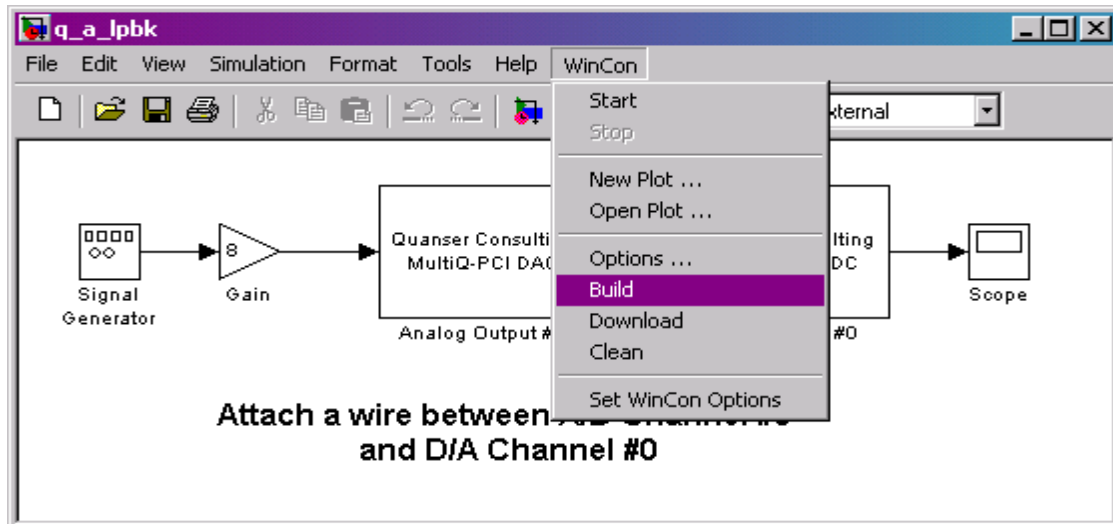 q_a_lpbk
File Edit View Simulation Format Tools Help WinCon
Start
Stop
New Plot ...
Open Plot ...
Options ...
Build
Download
Clean
Set WinCon Options
8
Signal
Generator
Gain
Quanser Consulti
MultiQ-PCI DAC
Analog Output #
lting
DC
#0
Scope
Attach a wire between
and D/A Channel #0